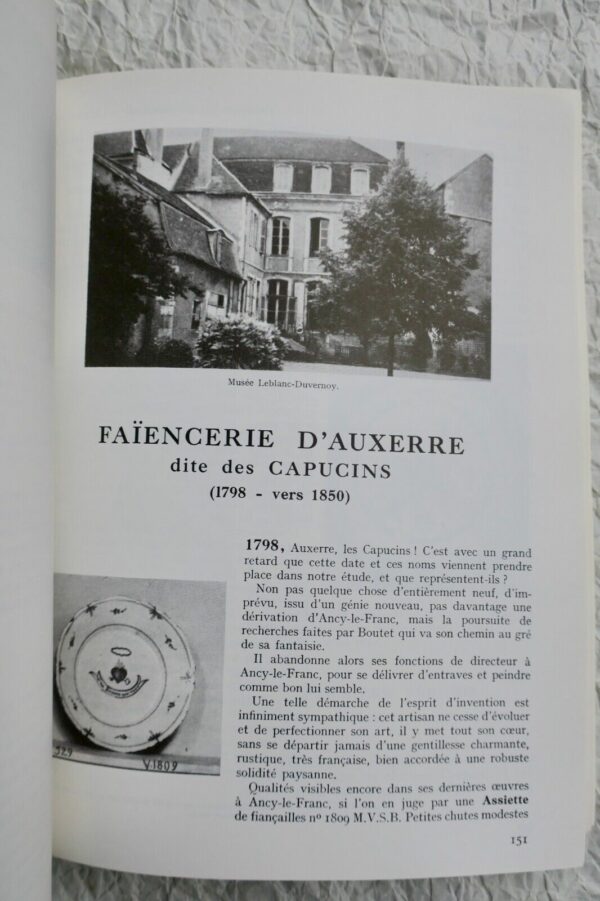 Musée Leblanc-Duvernoy.
FAÏENCERIE D'AUXERRE
dite des CAPUCINS
(1798 - vers 1850)
1798, Auxerre, les Capucins ! C'est avec un grand
retard que cette date et ces noms viennent prendre
place dans notre étude, et que représentent-ils ?
Non pas quelque chose d'entièrement neuf, d'im-
prévu, issu d'un génie nouveau, pas davantage une
dérivation d'Ancy-le-Franc, mais la poursuite de
recherches faites par Boutet qui va son chemin au gré
de sa fantaisie.
Il abandonne alors ses fonctions de directeur à
Ancy-le-Franc, pour se délivrer d'entraves et peindre
comme bon lui semble.
Une telle démarche de l'esprit d'invention est
infiniment sympathique : cet artisan ne cesse d'évoluer
et de perfectionner son art, il y met tout son cœur,
sans se départir jamais d'une gentillesse charmante,
rustique, très française, bien accordée à une robuste
solidité paysanne.
Qualités visibles encore dans ses dernières œuvres
à Ancy-le-Franc, si l'on en juge par une Assiette
de fiançailles nº 1809 M.V.S.B. Petites chutes modestes
329
V.1809
151